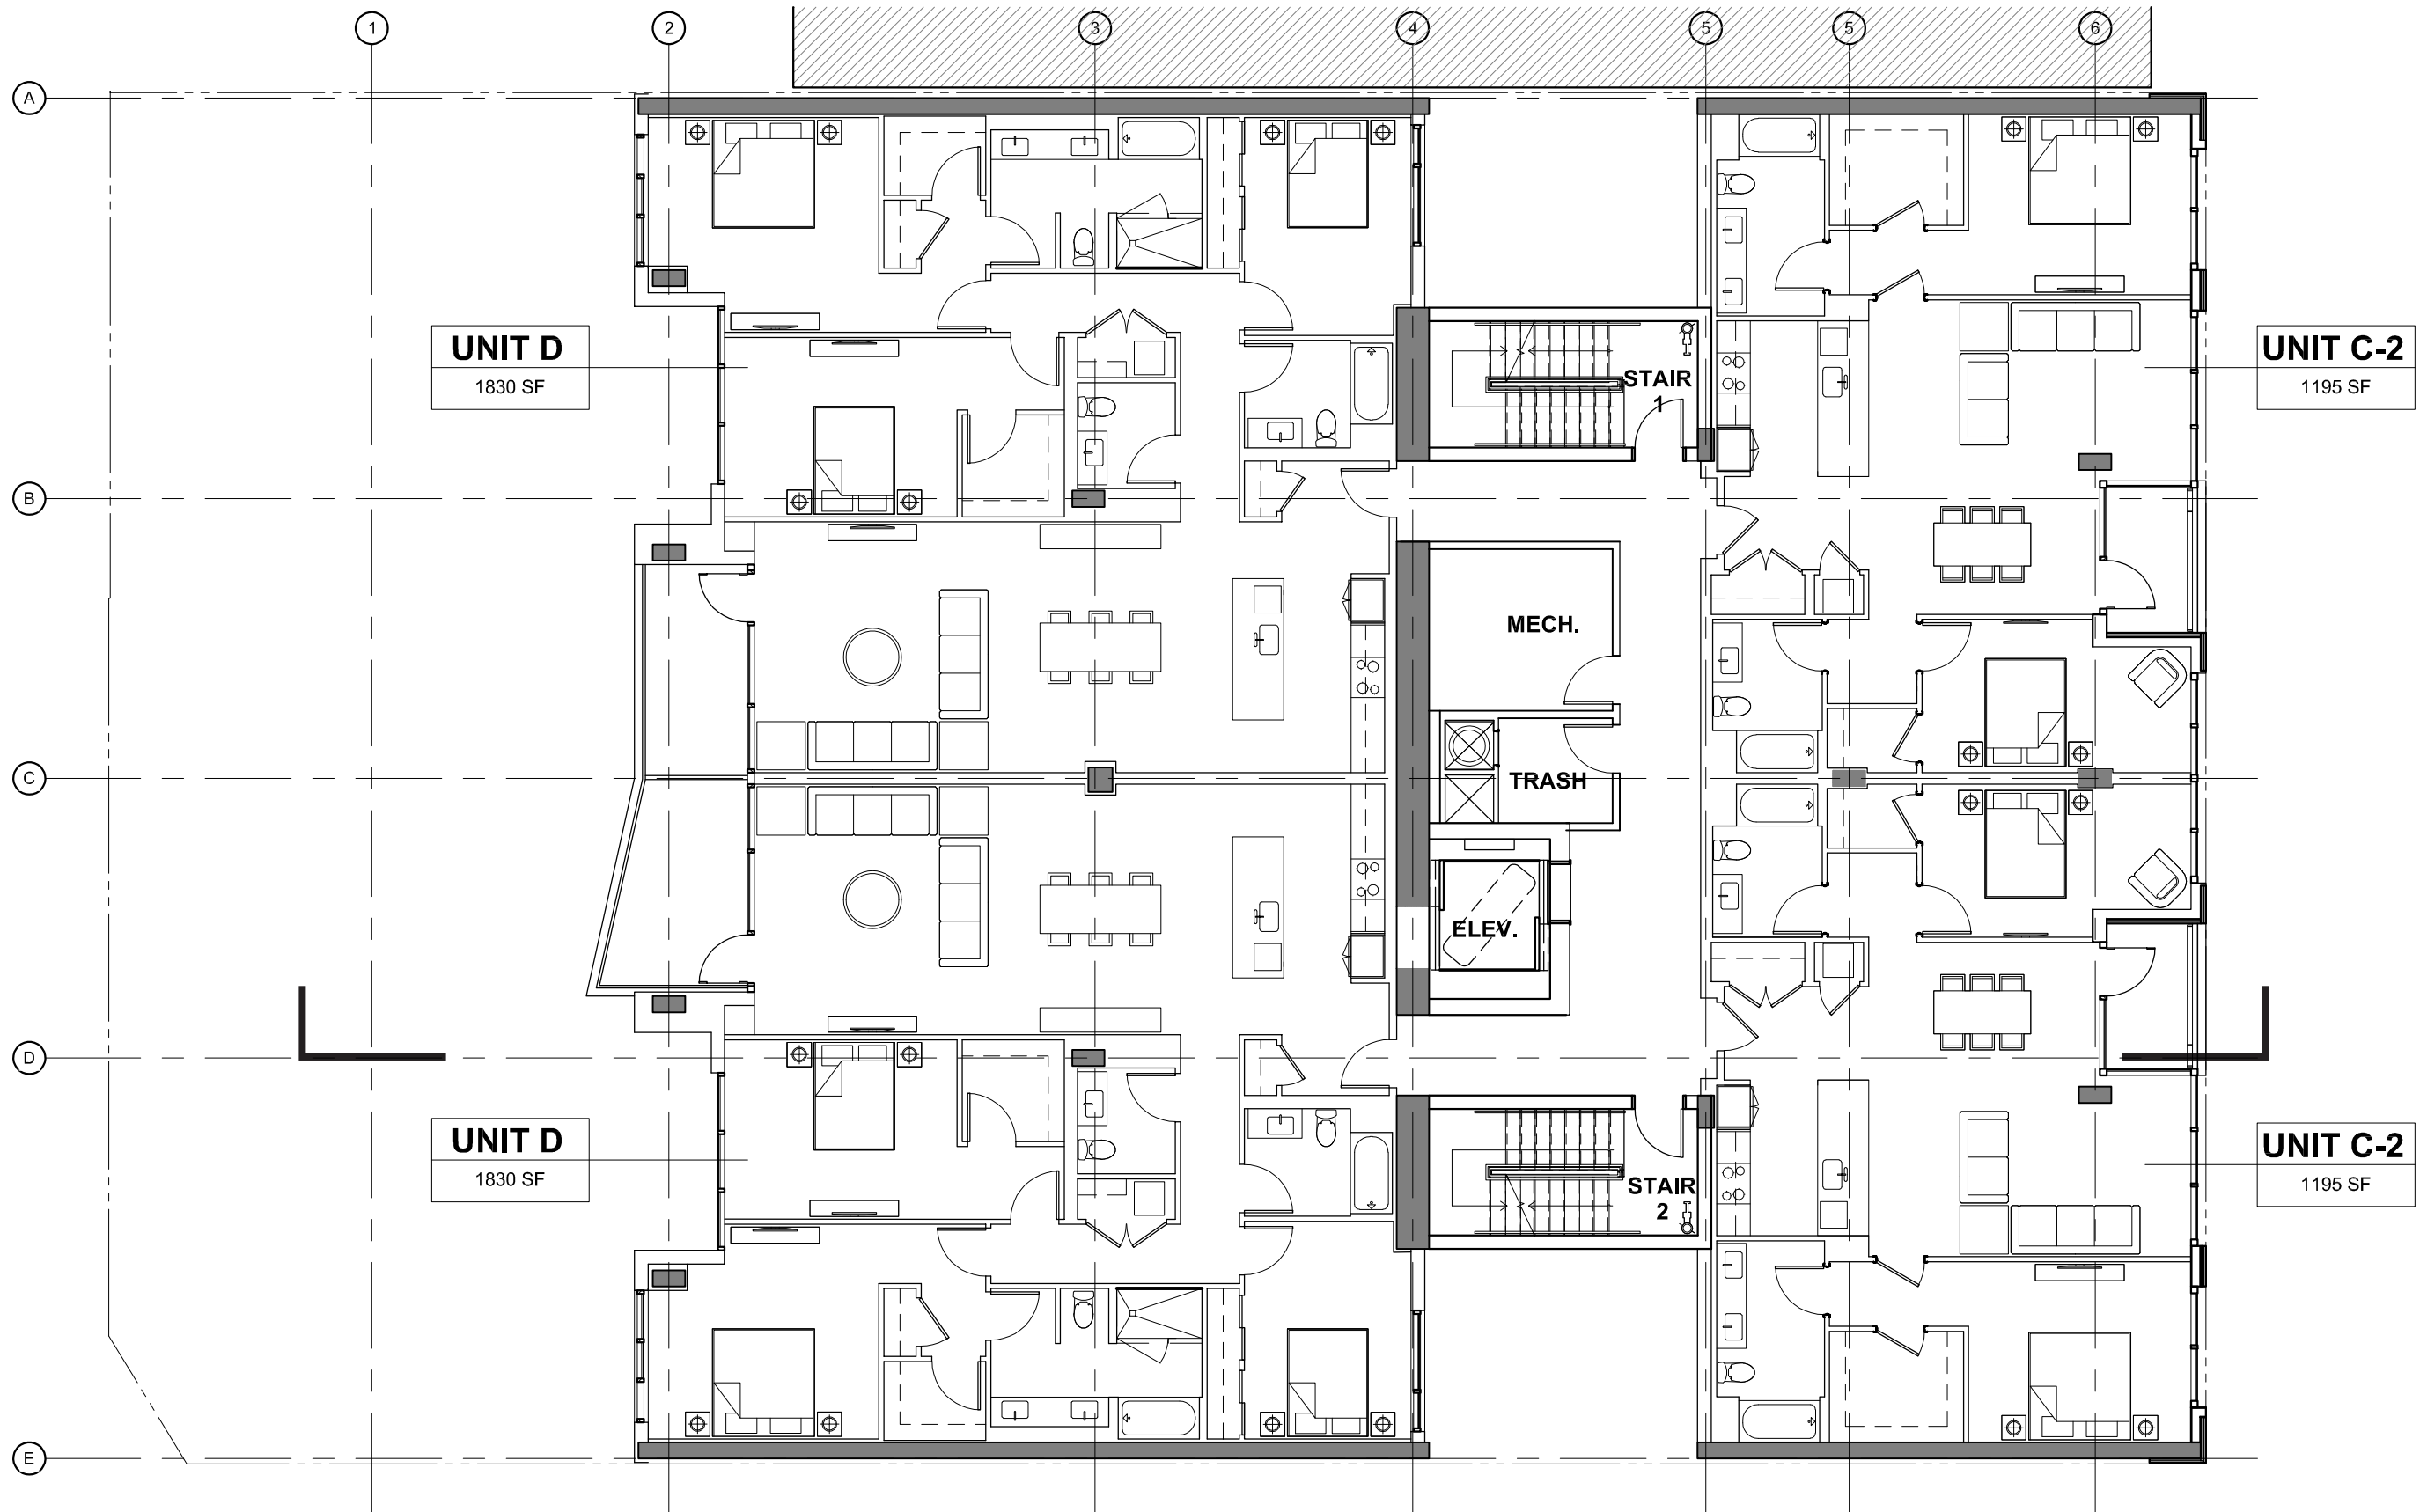 1
2
3
4
5
5
6
A
UNIT D
1830 SF
STAIR
1
UNIT C-2
1195 SF
B
MECH.
C
TRASH
ELEV.
D
UNIT D
1830 SF
STAIR
2
UNIT C-2
1195 SF
E